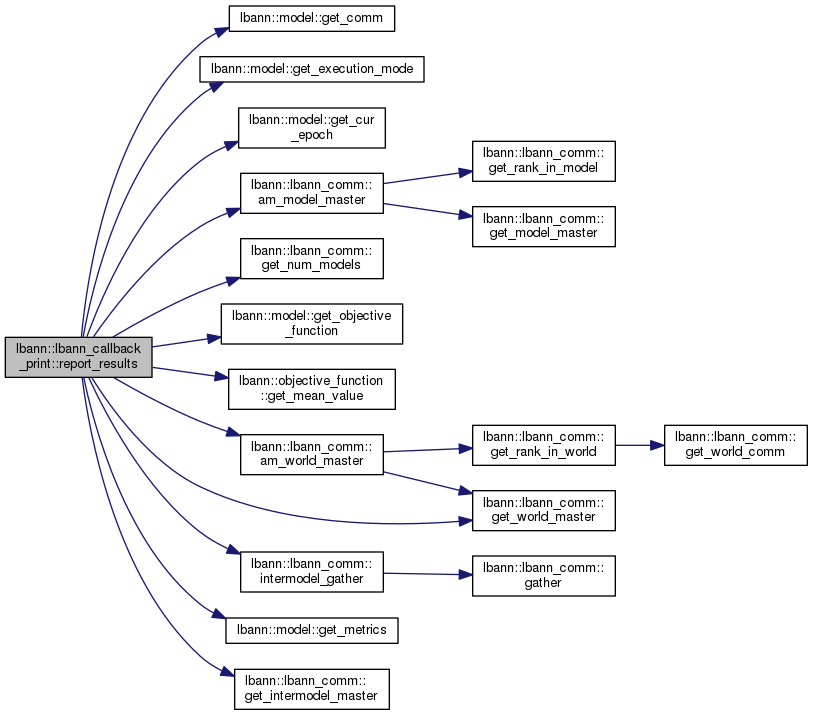 lbann::model::get_comm
lbann::model::get_execution_mode
lbann::model::get_cur
_epoch
lbann::lbann_comm::
am_model_master
lbann::lbann_comm::
get_rank_in_model
lbann::lbann_comm::
get_model_master
lbann::lbann_comm::
get_num_models
lbann::model::get_objective
_function
lbann::lbann_callback
_print::report_results
lbann::objective_function
::get_mean_value
lbann::lbann_comm::
am_world_master
lbann::lbann_comm::
get_rank_in_world
lbann::lbann_comm::
get_world_comm
lbann::lbann_comm::
get_world_master
lbann::lbann_comm::
intermodel_gather
lbann::lbann_comm::
gather
lbann::model::get_metrics
lbann::lbann_comm::
get_intermodel_master